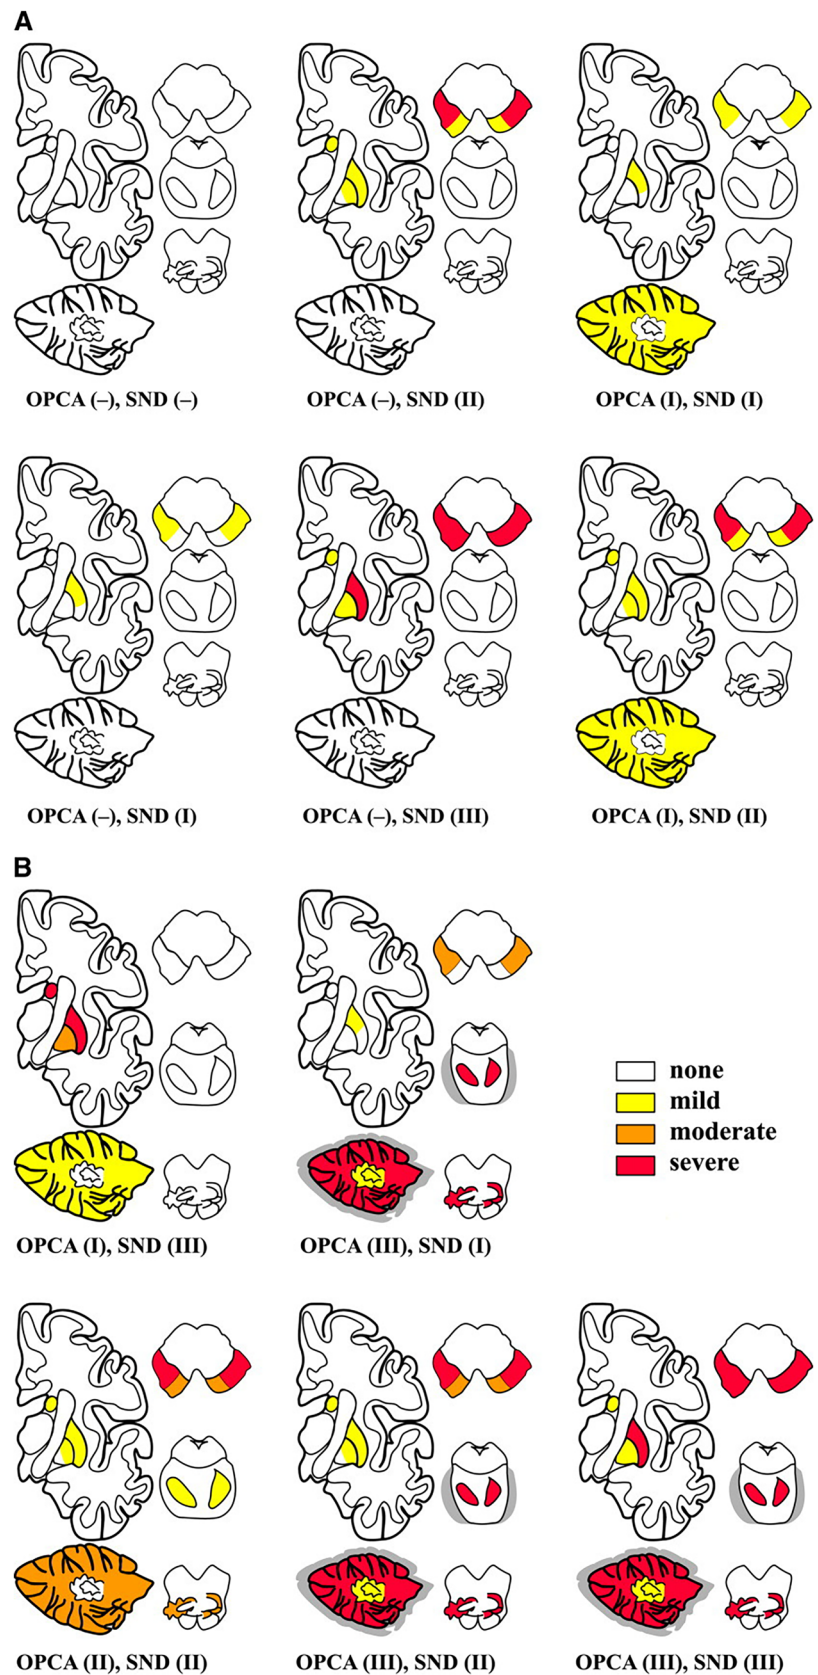 A
OPCA (–), SND (–)
OPCA (–), SND (II)
OPCA (I), SND (I)
OPCA (–), SND (I)
OPCA (–), SND (III)
OPCA (I), SND (II)
B
none
mild
moderate
severe
OPCA (I), SND (III)
OPCA (III), SND (I)
OPCA (II), SND (II)
OPCA (III), SND (II)
OPCA (III), SND (III)